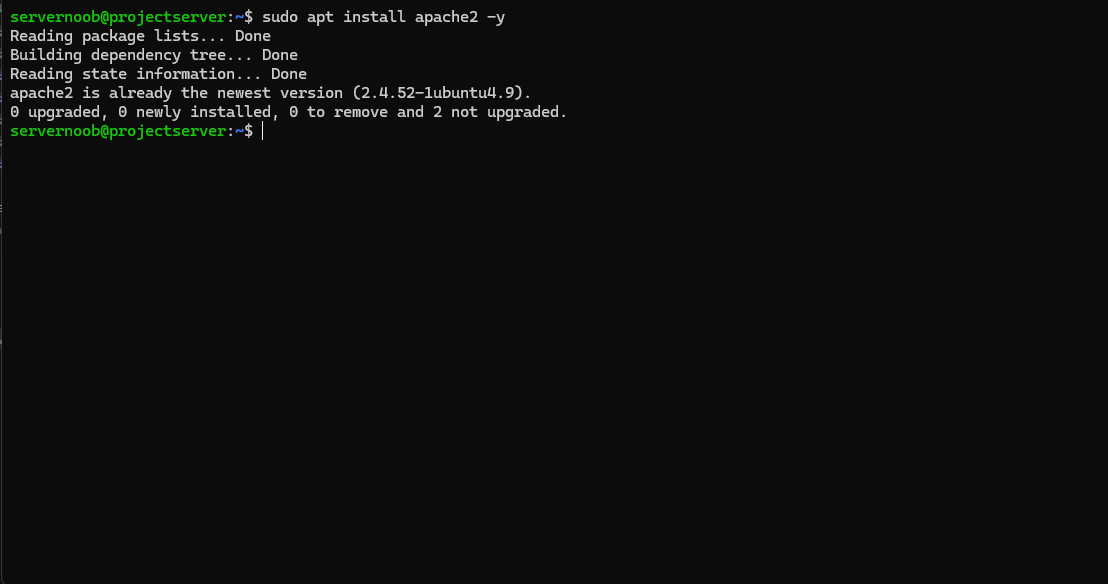 servernoob@projectserver:~$ sudo apt install apache2 -y
Reading package lists... Done
Building dependency tree... Done
Reading state information... Done
apache2 is already the newest version (2.4.52-1ubuntu4.9).
0 upgraded, 0 newly installed, 0 to remove and 2 not upgraded.
servernoob@projectserver:~$